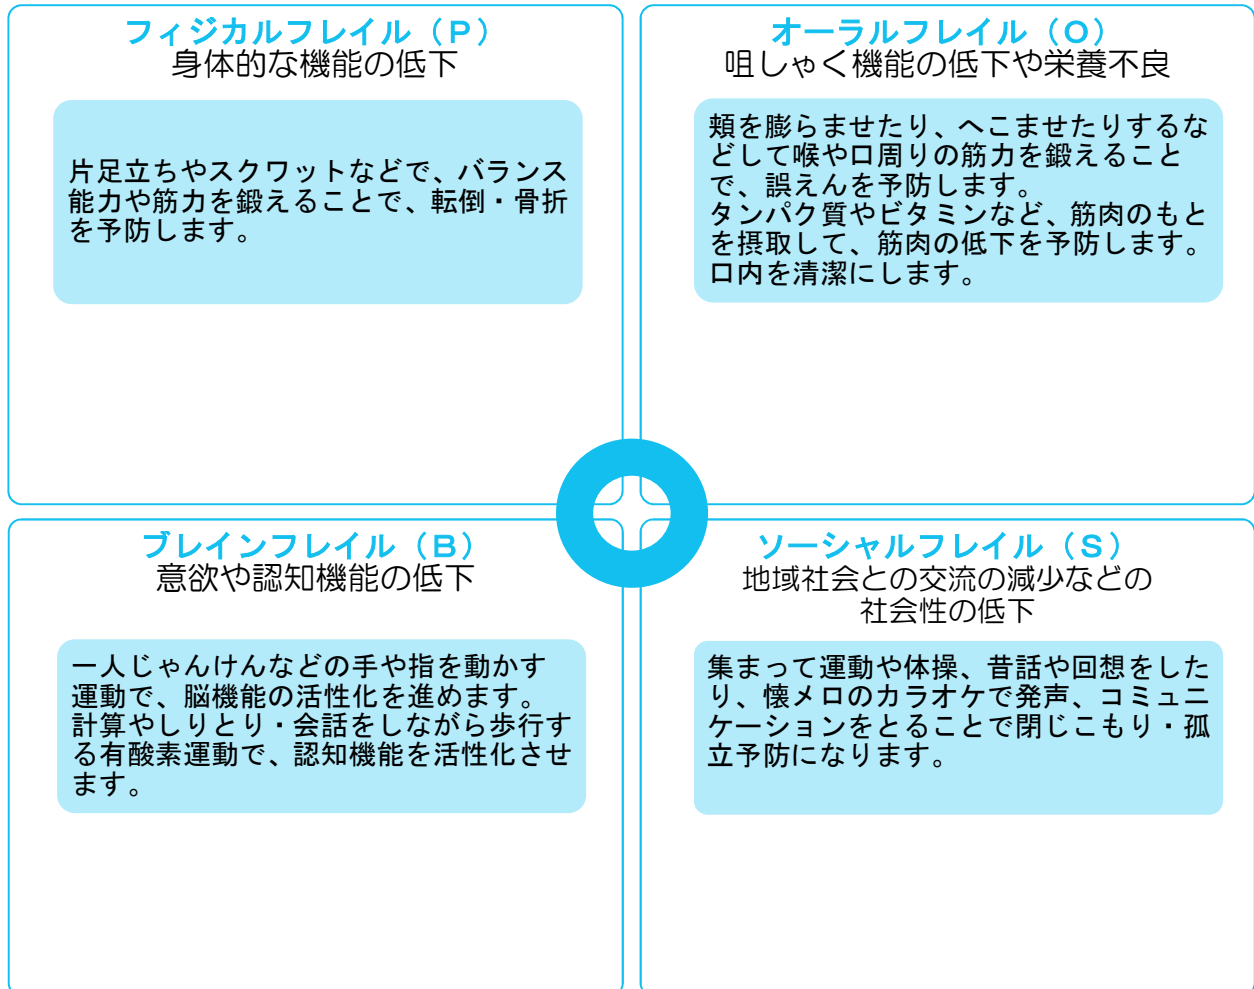 フィジカルフレイル（P）
身体的な機能の低下
片足立ちやスクワットなどで、バランス
能力や筋力を鍛えることで、転倒・骨折
を予防します。
オーラルフレイル（O）
咀しゃく機能の低下や栄養不良
頬を膨らませたり、へこませたりするな
どして喉や口周りの筋力を鍛えること
で、誤えんを予防します。
タンパク質やビタミンなど、筋肉のもと
を摂取して、筋肉の低下を予防します。
口内を清潔にします。
ブレインフレイル（B）
意欲や認知機能の低下
一人じゃんけんなどの手や指を動かす
運動で、脳機能の活性化を進めます。
計算やしりとり・会話をしながら歩行す
る有酸素運動で、認知機能を活性化させ
ます。
ソーシャルフレイル（S）
地域社会との交流の減少などの
社会性の低下
集まって運動や体操、昔話や回想をした
り、懐メロのカラオケで発声、コミュニ
ケーションをとることで閉じこもり・孤
立予防になります。